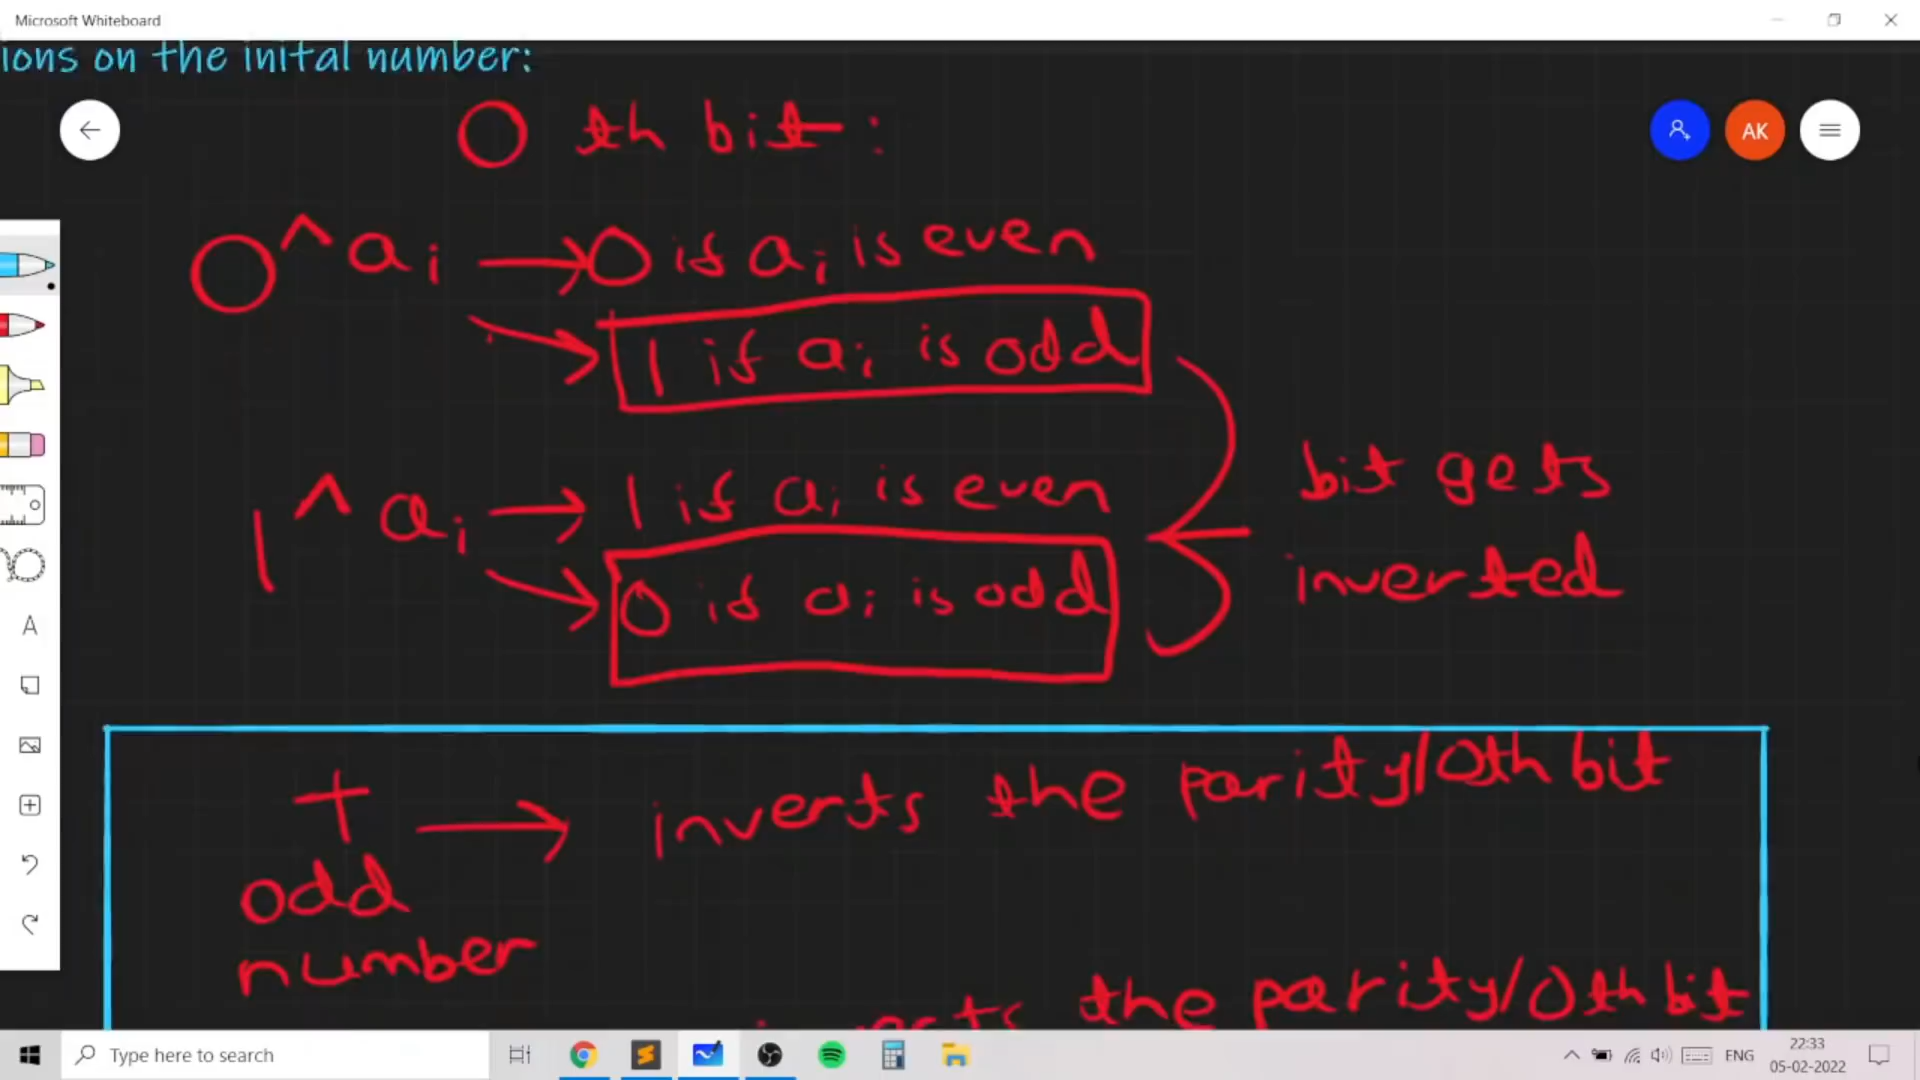 Microsoft Whiteboard
ions on the inital number:
0 th bit :
AK
0 ^ ai → 0 if ai is even
1 if ai is odd
1 ^ ai → 1 if ai is even
0 if ai is odd
bit gets
inverted
+
odd
number
→ inverts the parity/0th bit
the parity/0th bit
A
Type here to search
ENG
22:33
05-02-2022